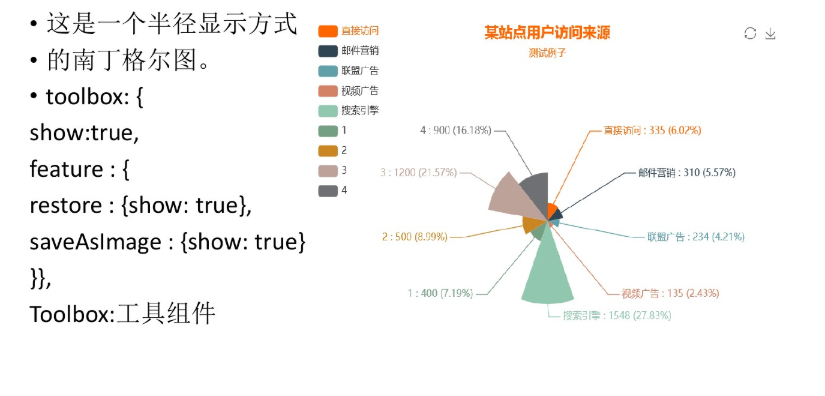 • 这是一个半径显示方式
• 的南丁格尔图。
• toolbox: {
show:true,
feature : {
restore : {show: true},
saveAsImage : {show: true}
}},
Toolbox:工具组件
直接访问
邮件营销
联盟广告
视频广告
搜索引擎
1
2
3
4
某站点用户访问来源
测试例子
4 : 900 (16.18%)
直接访问 : 335 (6.02%)
3 : 1200 (21.57%)
邮件营销 : 310 (5.57%)
2 : 500 (8.99%)
联盟广告 : 234 (4.21%)
1 : 400 (7.19%)
视频广告 : 135 (2.43%)
搜索引擎 : 1548 (27.83%)